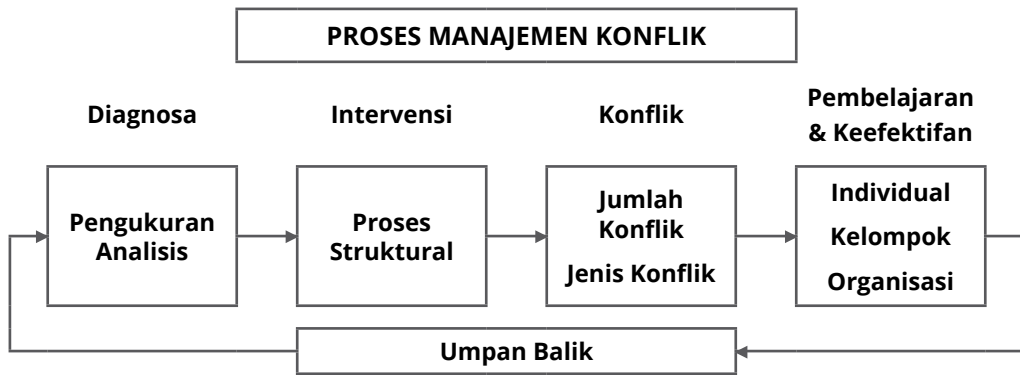 PROSES MANAJEMEN KONFLIK
Diagnosa
Intervensi
Konflik
Pembelajaran
& Keefektifan
Pengukuran
Analisis
Proses
Struktural
Jumlah
Konflik
Jenis Konflik
Individual
Kelompok
Organisasi
Umpan Balik